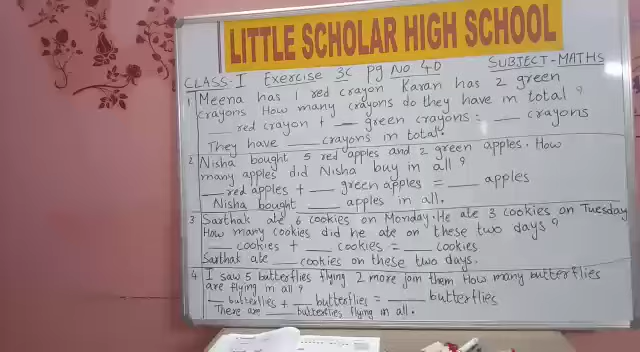 LITTLE SCHOLAR HIGH SCHOOL
CLASS-I Exercise 3C pg No 40 SUBJECT-MATHS
1 Meena has 1 red crayon Karan has 2 green
crayons How many crayons do they have in total?
red crayon + __ green crayons = __ crayons
They have ___ crayons in total.
2 Nisha bought 5 red apples and 2 green apples. How
many apples did Nisha buy in all?
___ red apples + ___ green apples = ___ apples
Nisha bought ___ apples in all.
3 Sarthak ate 6 cookies on Monday. He ate 3 cookies on Tuesday
How many cookies did he ate on these two days?
___ cookies + ___ cookies = ___ cookies
Sarthak ate ___ cookies on these two days.
4 I saw 5 butterflies flying 2 more join them How many butterflies
are flying in all?
__ butterflies + __ butterflies = ____ butterflies
There are ____ butterflies flying in all.